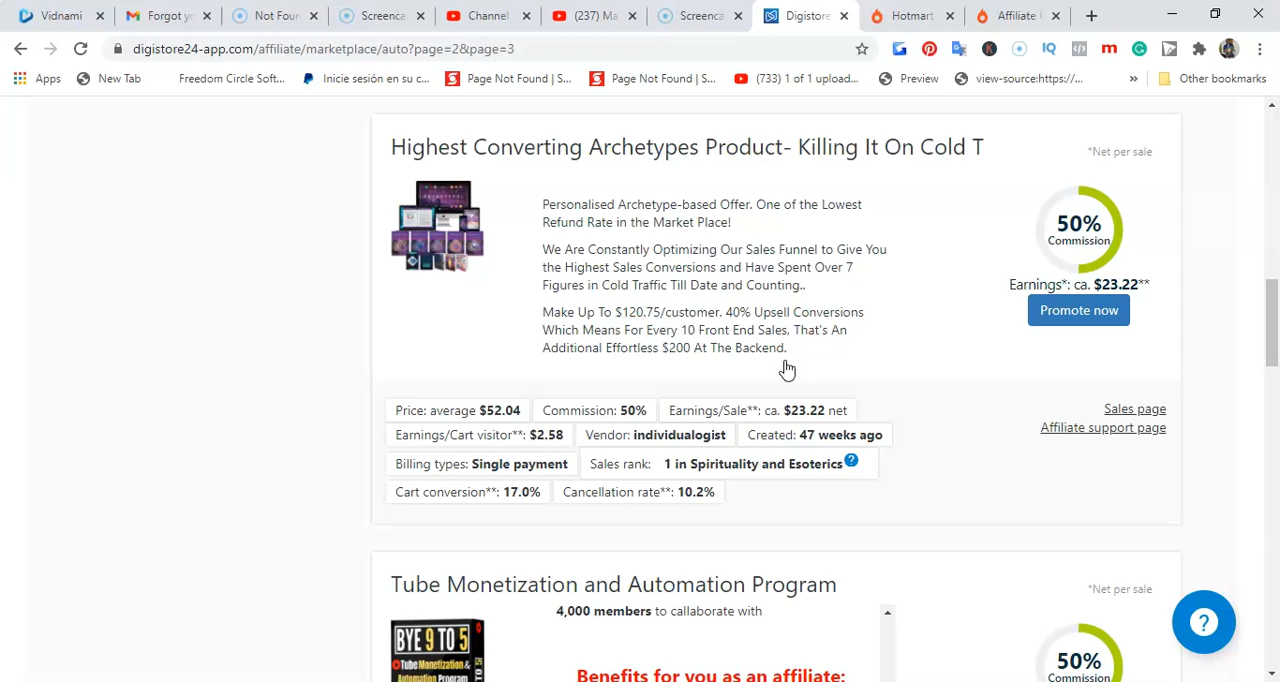 Vidnami
Forgot y
Not Foun
Screenca
Channel
(237) Ma
Screenca
Digistore
Hotmart
Affiliate
digistore24-app.com/affiliate/marketplace/auto?page=2&page=3
Apps
New Tab
Freedom Circle Soft...
Inicie sesión en su c...
Page Not Found | S...
Page Not Found | S...
(733) 1 of 1 upload...
Preview
view-source:https://...
»
Other bookmarks
Highest Converting Archetypes Product- Killing It On Cold T
*Net per sale
Personalised Archetype-based Offer. One of the Lowest
Refund Rate in the Market Place!
We Are Constantly Optimizing Our Sales Funnel to Give You
the Highest Sales Conversions and Have Spent Over 7
Figures in Cold Traffic Till Date and Counting..
Make Up To $120.75/customer. 40% Upsell Conversions
Which Means For Every 10 Front End Sales, That's An
Additional Effortless $200 At The Backend.
50%
Commission
Earnings*: ca. $23.22**
Promote now
Price: average $52.04
Commission: 50%
Earnings/Sale**: ca. $23.22 net
Earnings/Cart visitor**: $2.58
Vendor: individualogist
Created: 47 weeks ago
Billing types: Single payment
Sales rank: 1 in Spirituality and Esoterics ?
Cart conversion**: 17.0%
Cancellation rate**: 10.2%
Sales page
Affiliate support page
Tube Monetization and Automation Program
*Net per sale
4,000 members to callaborate with
Benefits for you as an affiliate:
BYE 9 TO 5
Tube Monetization &
Automation Program
50%
Commission
?